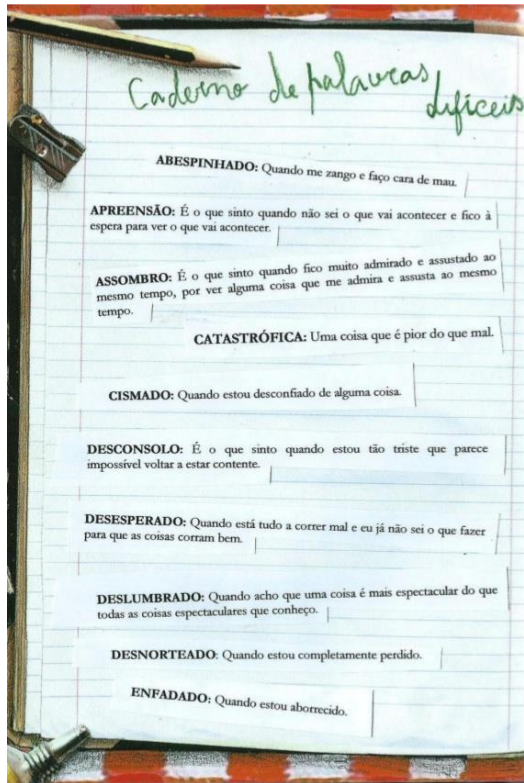 Caderno de palavras
difíceis
ABESPINHADO: Quando me zango e faço cara de mau.
APREENSÃO: É o que sinto quando não sei o que vai acontecer e fico à
espera para ver o que vai acontecer.
ASSOMBRO: É o que sinto quando fico muito admirado e assustado ao
mesmo tempo, por ver alguma coisa que me admira e assusta ao mesmo
tempo.
CATASTRÓFICA: Uma coisa que é pior do que mal.
CISMADO: Quando estou desconfiado de alguma coisa.
DESCONSOLO: É o que sinto quando estou tão triste que parece
impossível voltar a estar contente.
DESESPERADO: Quando está tudo a correr mal e eu já não sei o que fazer
para que as coisas corram bem.
DESLUMBRADO: Quando acho que uma coisa é mais espectacular do que
todas as coisas espectaculares que conheço.
DESNORTEADO: Quando estou completamente perdido.
ENFADADO: Quando estou aborrecido.